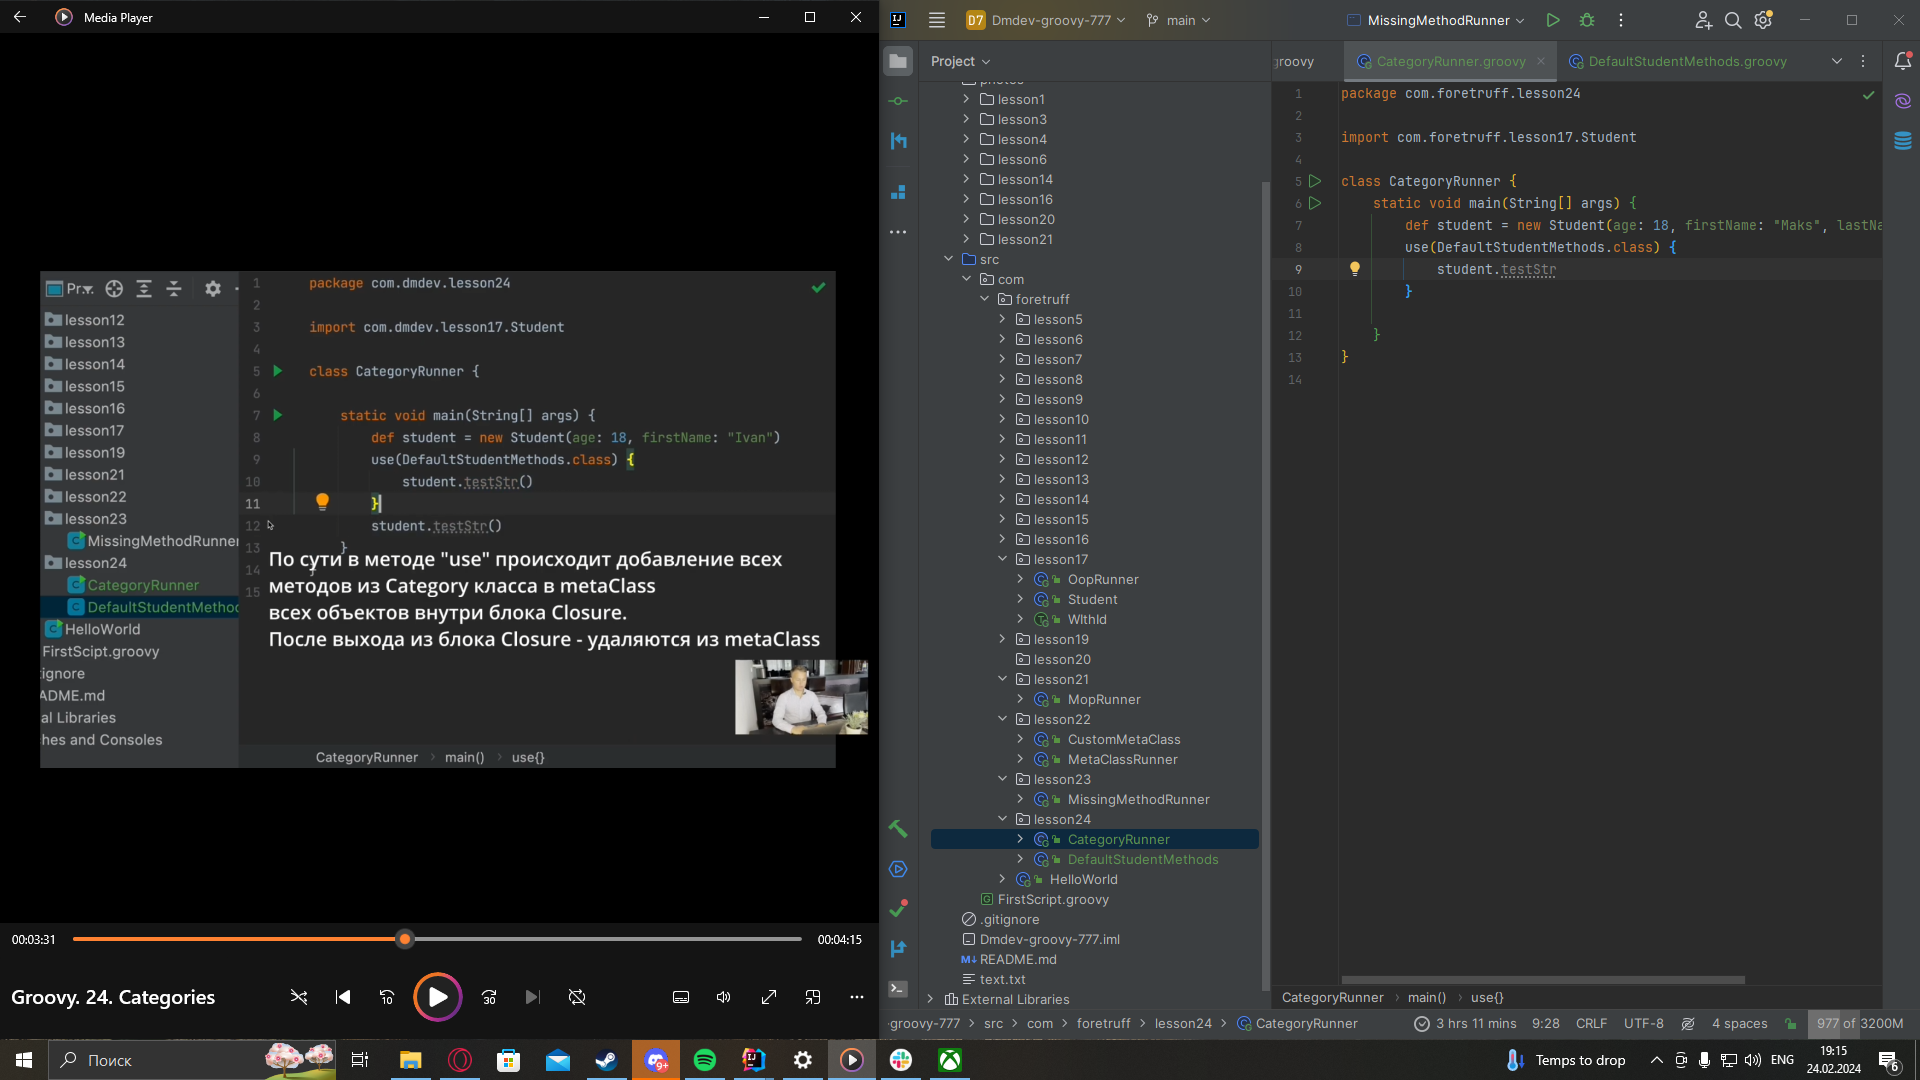 Media Player
Pr...
lesson12
lesson13
lesson14
lesson15
lesson16
lesson17
lesson19
lesson21
lesson22
lesson23
MissingMethodRunner
lesson24
CategoryRunner
DefaultStudentMethod
HelloWorld
FirstScipt.groovy
ignore
ADME.md
al Libraries
hes and Consoles
1 package com.dmdev.lesson24
2
3 import com.dmdev.lesson17.Student
4
5 class CategoryRunner {
6
7 static void main(String[] args) {
8 def student = new Student(age: 18, firstName: "Ivan")
9 use(DefaultStudentMethods.class) {
10 student.testStr()
11 }
12 student.testStr()
13 }
14 }
15
По сути в методе "use" происходит добавление всех
методов из Category класса в metaClass
всех объектов внутри блока Closure.
После выхода из блока Closure - удаляются из metaClass
CategoryRunner > main() > use{}
00:03:31
00:04:15
Groovy. 24. Categories
10
30
D7 Dmdev-groovy-777
main
MissingMethodRunner
Project
photos
lesson1
lesson3
lesson4
lesson6
lesson14
lesson16
lesson20
lesson21
src
com
foretruff
lesson5
lesson6
lesson7
lesson8
lesson9
lesson10
lesson11
lesson12
lesson13
lesson14
lesson15
lesson16
lesson17
OopRunner
Student
WIthId
lesson19
lesson20
lesson21
MopRunner
lesson22
CustomMetaClass
MetaClassRunner
lesson23
MissingMethodRunner
lesson24
CategoryRunner
DefaultStudentMethods
HelloWorld
FirstScript.groovy
.gitignore
Dmdev-groovy-777.iml
README.md
text.txt
External Libraries
groovy
CategoryRunner.groovy
DefaultStudentMethods.groovy
1 package com.foretruff.lesson24
2
3 import com.foretruff.lesson17.Student
4
5 class CategoryRunner {
6 static void main(String[] args) {
7 def student = new Student(age: 18, firstName: "Maks", lastNa
8 use(DefaultStudentMethods.class) {
9 student.testStr
10 }
11
12 }
13 }
14
CategoryRunner > main() > use{}
-groovy-777 > src > com > foretruff > lesson24 > CategoryRunner
3 hrs 11 mins
9:28
CRLF
UTF-8
4 spaces
977 of 3200M
Поиск
9+
Temps to drop
ENG
19:15
24.02.2024
6